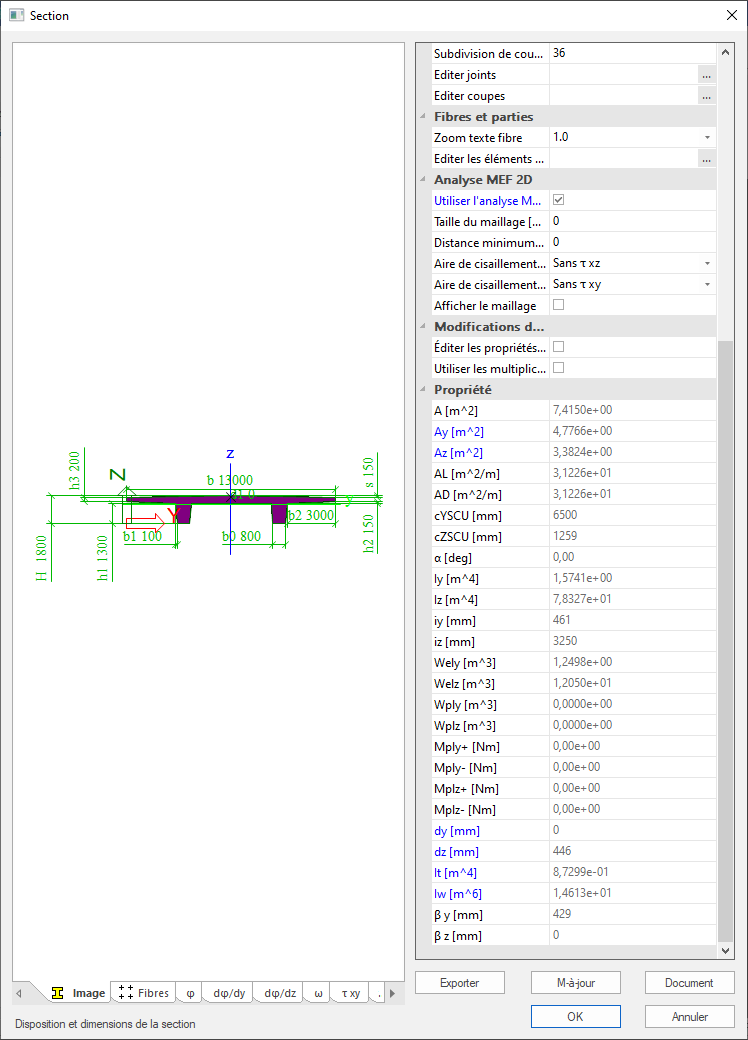 Section
Subdivision de cou... 36
Editer joints ...
Editer coupes ...
Fibres et parties
Zoom texte fibre 1.0
Editer les éléments ... ...
Analyse MEF 2D
Utiliser l'analyse M...
Taille du maillage [... 0
Distance minimum... 0
Aire de cisaillement... Sans τ xz
Aire de cisaillement... Sans τ xy
Afficher le maillage
Modifications d...
Éditer les propriétés...
Utiliser les multiplic...
Propriété
A [m^2] 7,4150e+00
Ay [m^2] 4,7766e+00
Az [m^2] 3,3824e+00
AL [m^2/m] 3,1226e+01
AD [m^2/m] 3,1226e+01
cYSCU [mm] 6500
cZSCU [mm] 1259
α [deg] 0,00
Iy [m^4] 1,5741e+00
Iz [m^4] 7,8327e+01
iy [mm] 461
iz [mm] 3250
Wely [m^3] 1,2498e+00
Welz [m^3] 1,2050e+01
Wply [m^3] 0,0000e+00
Wplz [m^3] 0,0000e+00
Mply+ [Nm] 0,00e+00
Mply- [Nm] 0,00e+00
Mplz+ [Nm] 0,00e+00
Mplz- [Nm] 0,00e+00
dy [mm] 0
dz [mm] 446
It [m^4] 8,7299e-01
Iw [m^6] 1,4613e+01
β y [mm] 429
β z [mm] 0
z
h3 200
Z
b 13000
s 150
y
Y
b2 3000
b1 100
b0 800
H 1800
h1 1300
h2 150
Image Fibres φ dφ/dy dφ/dz ω τ xy
Exporter M-à-jour Document
Disposition et dimensions de la section
OK Annuler